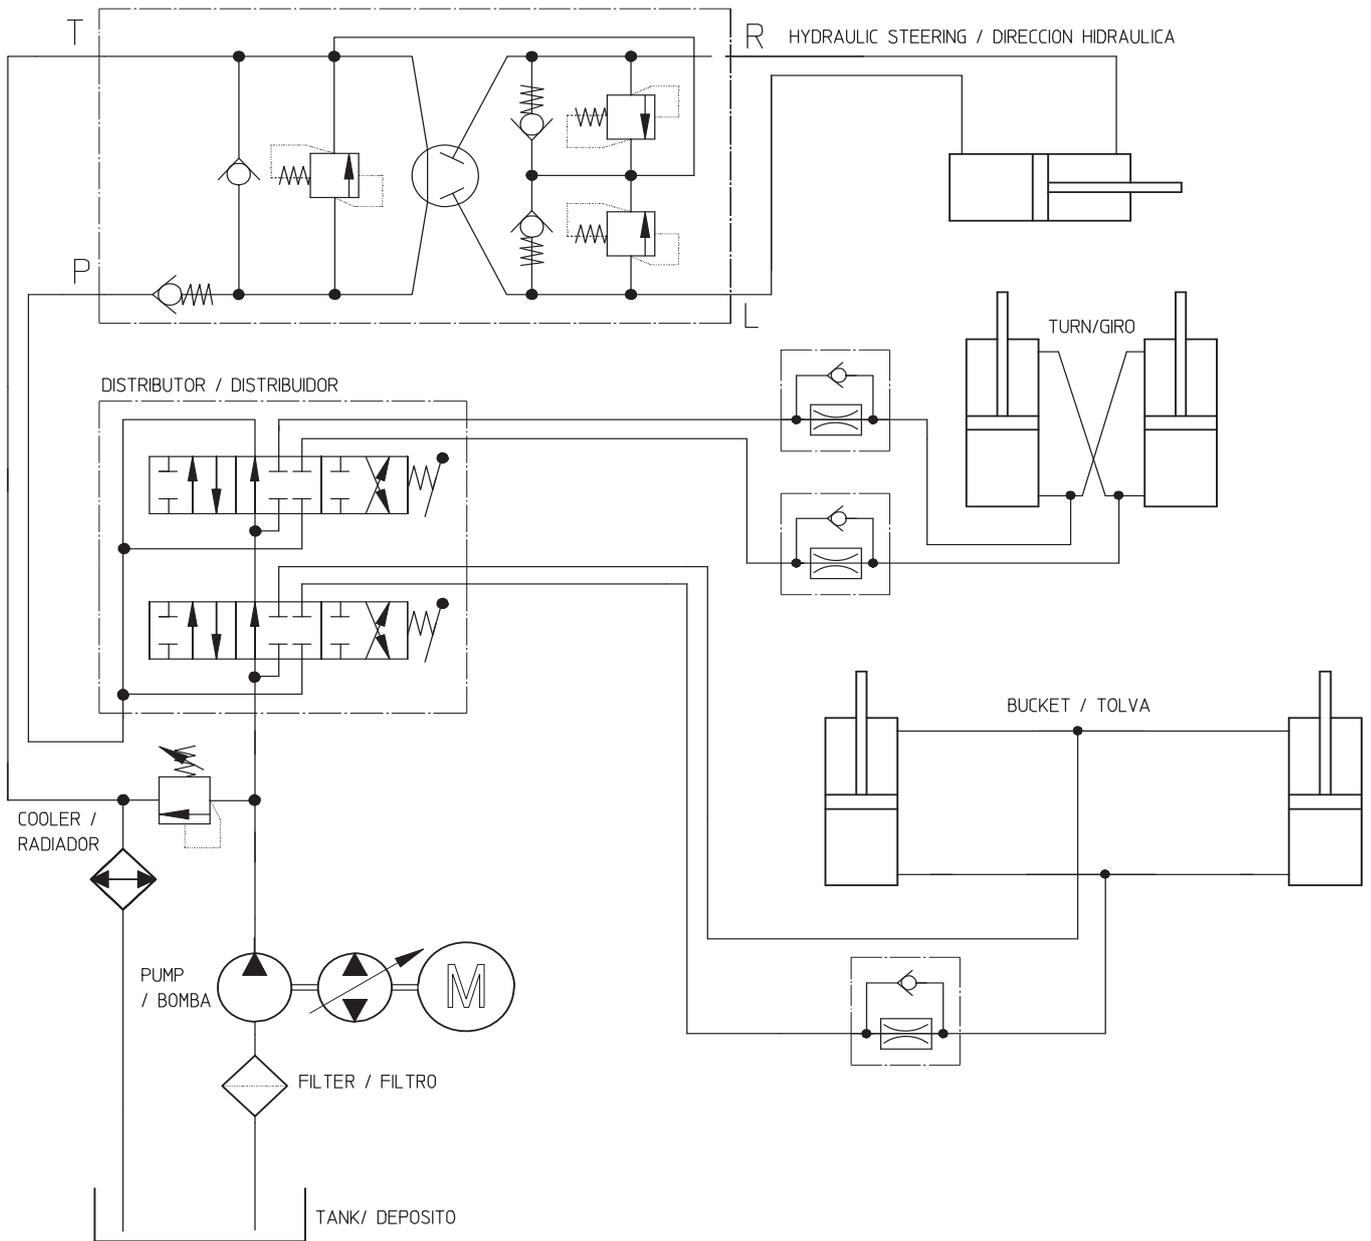 T
R
HYDRAULIC STEERING / DIRECCION HIDRAULICA
P
L
TURN/GIRO
DISTRIBUTOR / DISTRIBUIDOR
BUCKET / TOLVA
COOLER /
RADIADOR
PUMP
/ BOMBA
M
FILTER / FILTRO
TANK/ DEPOSITO